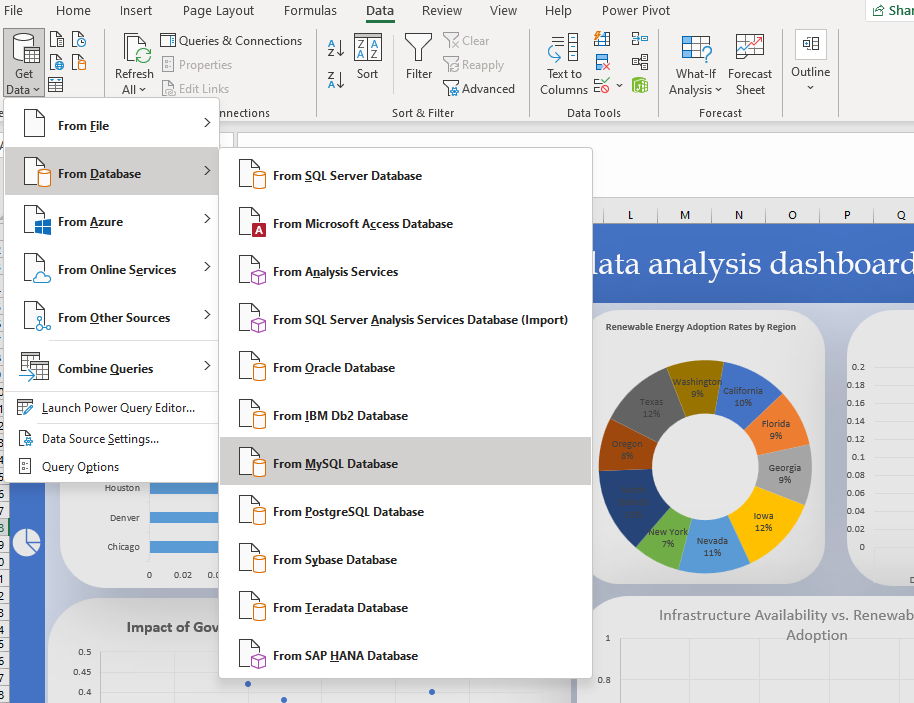 File Home Insert Page Layout Formulas Data Review View Help Power Pivot Shar
Get Data
Refresh All
Queries & Connections
Properties
Edit Links
nnections
Sort
Filter
Clear
Reapply
Advanced
Sort & Filter
Text to Columns
Data Tools
What-If Analysis
Forecast Sheet
Forecast
Outline
From File
From Database
From Azure
From Online Services
From Other Sources
Combine Queries
Launch Power Query Editor...
Data Source Settings...
Query Options
From SQL Server Database
From Microsoft Access Database
From Analysis Services
From SQL Server Analysis Services Database (Import)
From Oracle Database
From IBM Db2 Database
From MySQL Database
From PostgreSQL Database
From Sybase Database
From Teradata Database
From SAP HANA Database
L M N O P Q
data analysis dashboard
Renewable Energy Adoption Rates by Region
Washington
9%
California
10%
Florida
9%
Georgia
9%
Iowa
12%
Nevada
11%
New York
7%
Oregon
8%
Texas
12%
0.2
0.18
0.16
0.14
0.12
0.1
0.08
0.06
0.04
0.02
0
Houston
Denver
Chicago
0 0.02 0.0
Impact of Gov
0.5
0.45
0.4
Infrastructure Availability vs. Renewab
Adoption
1
0.8